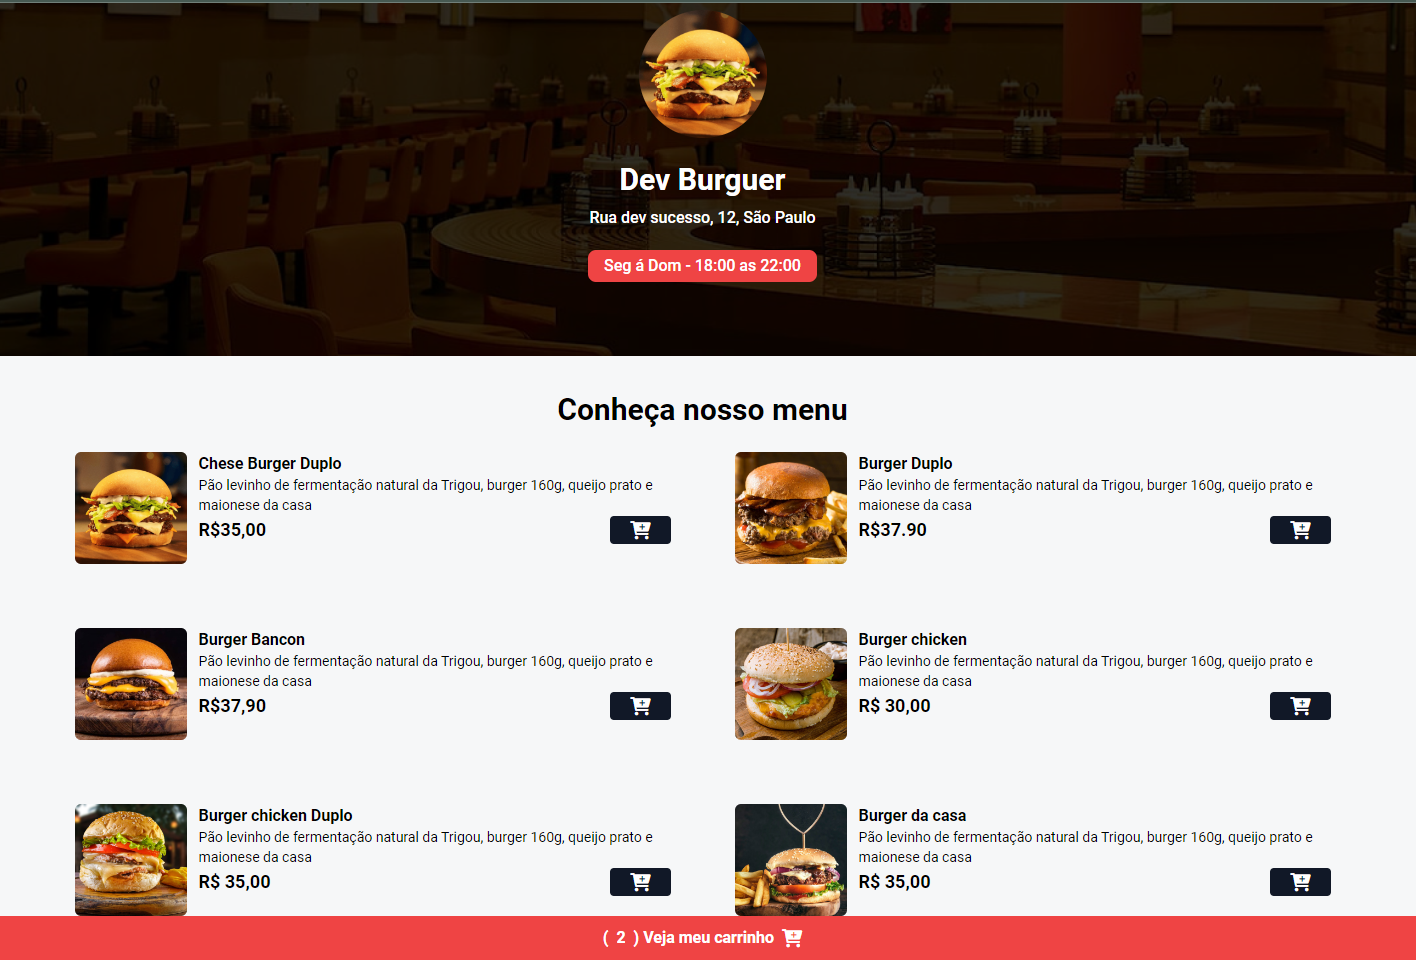 Dev Burguer
Rua dev sucesso, 12, São Paulo
Seg á Dom - 18:00 as 22:00
Conheça nosso menu
Chese Burger Duplo
Pão levinho de fermentação natural da Trigou, burger 160g, queijo prato e
maionese da casa
R$35,00
Burger Duplo
Pão levinho de fermentação natural da Trigou, burger 160g, queijo prato e
maionese da casa
R$37.90
Burger Bancon
Pão levinho de fermentação natural da Trigou, burger 160g, queijo prato e
maionese da casa
R$37,90
Burger chicken
Pão levinho de fermentação natural da Trigou, burger 160g, queijo prato e
maionese da casa
R$ 30,00
Burger chicken Duplo
Pão levinho de fermentação natural da Trigou, burger 160g, queijo prato e
maionese da casa
R$ 35,00
Burger da casa
Pão levinho de fermentação natural da Trigou, burger 160g, queijo prato e
maionese da casa
R$ 35,00
( 2 ) Veja meu carrinho